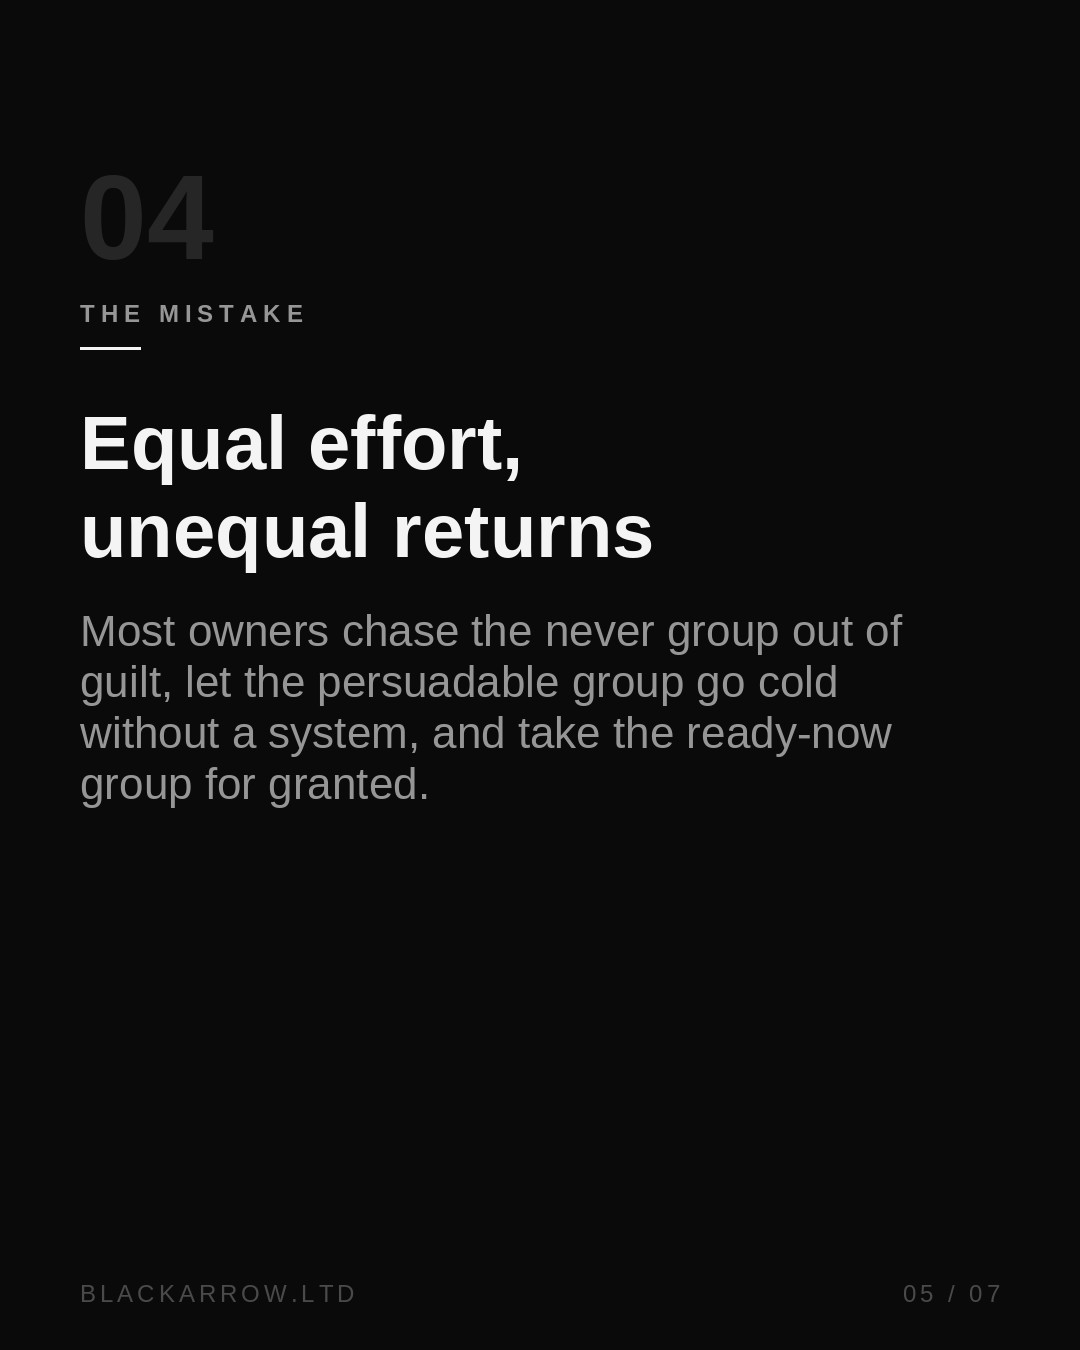 04
THE MISTAKE
Equal effort,
unequal returns
Most owners chase the never group out of
guilt, let the persuadable group go cold
without a system, and take the ready-now
group for granted.
BLACKARROW.LTD
05 / 07